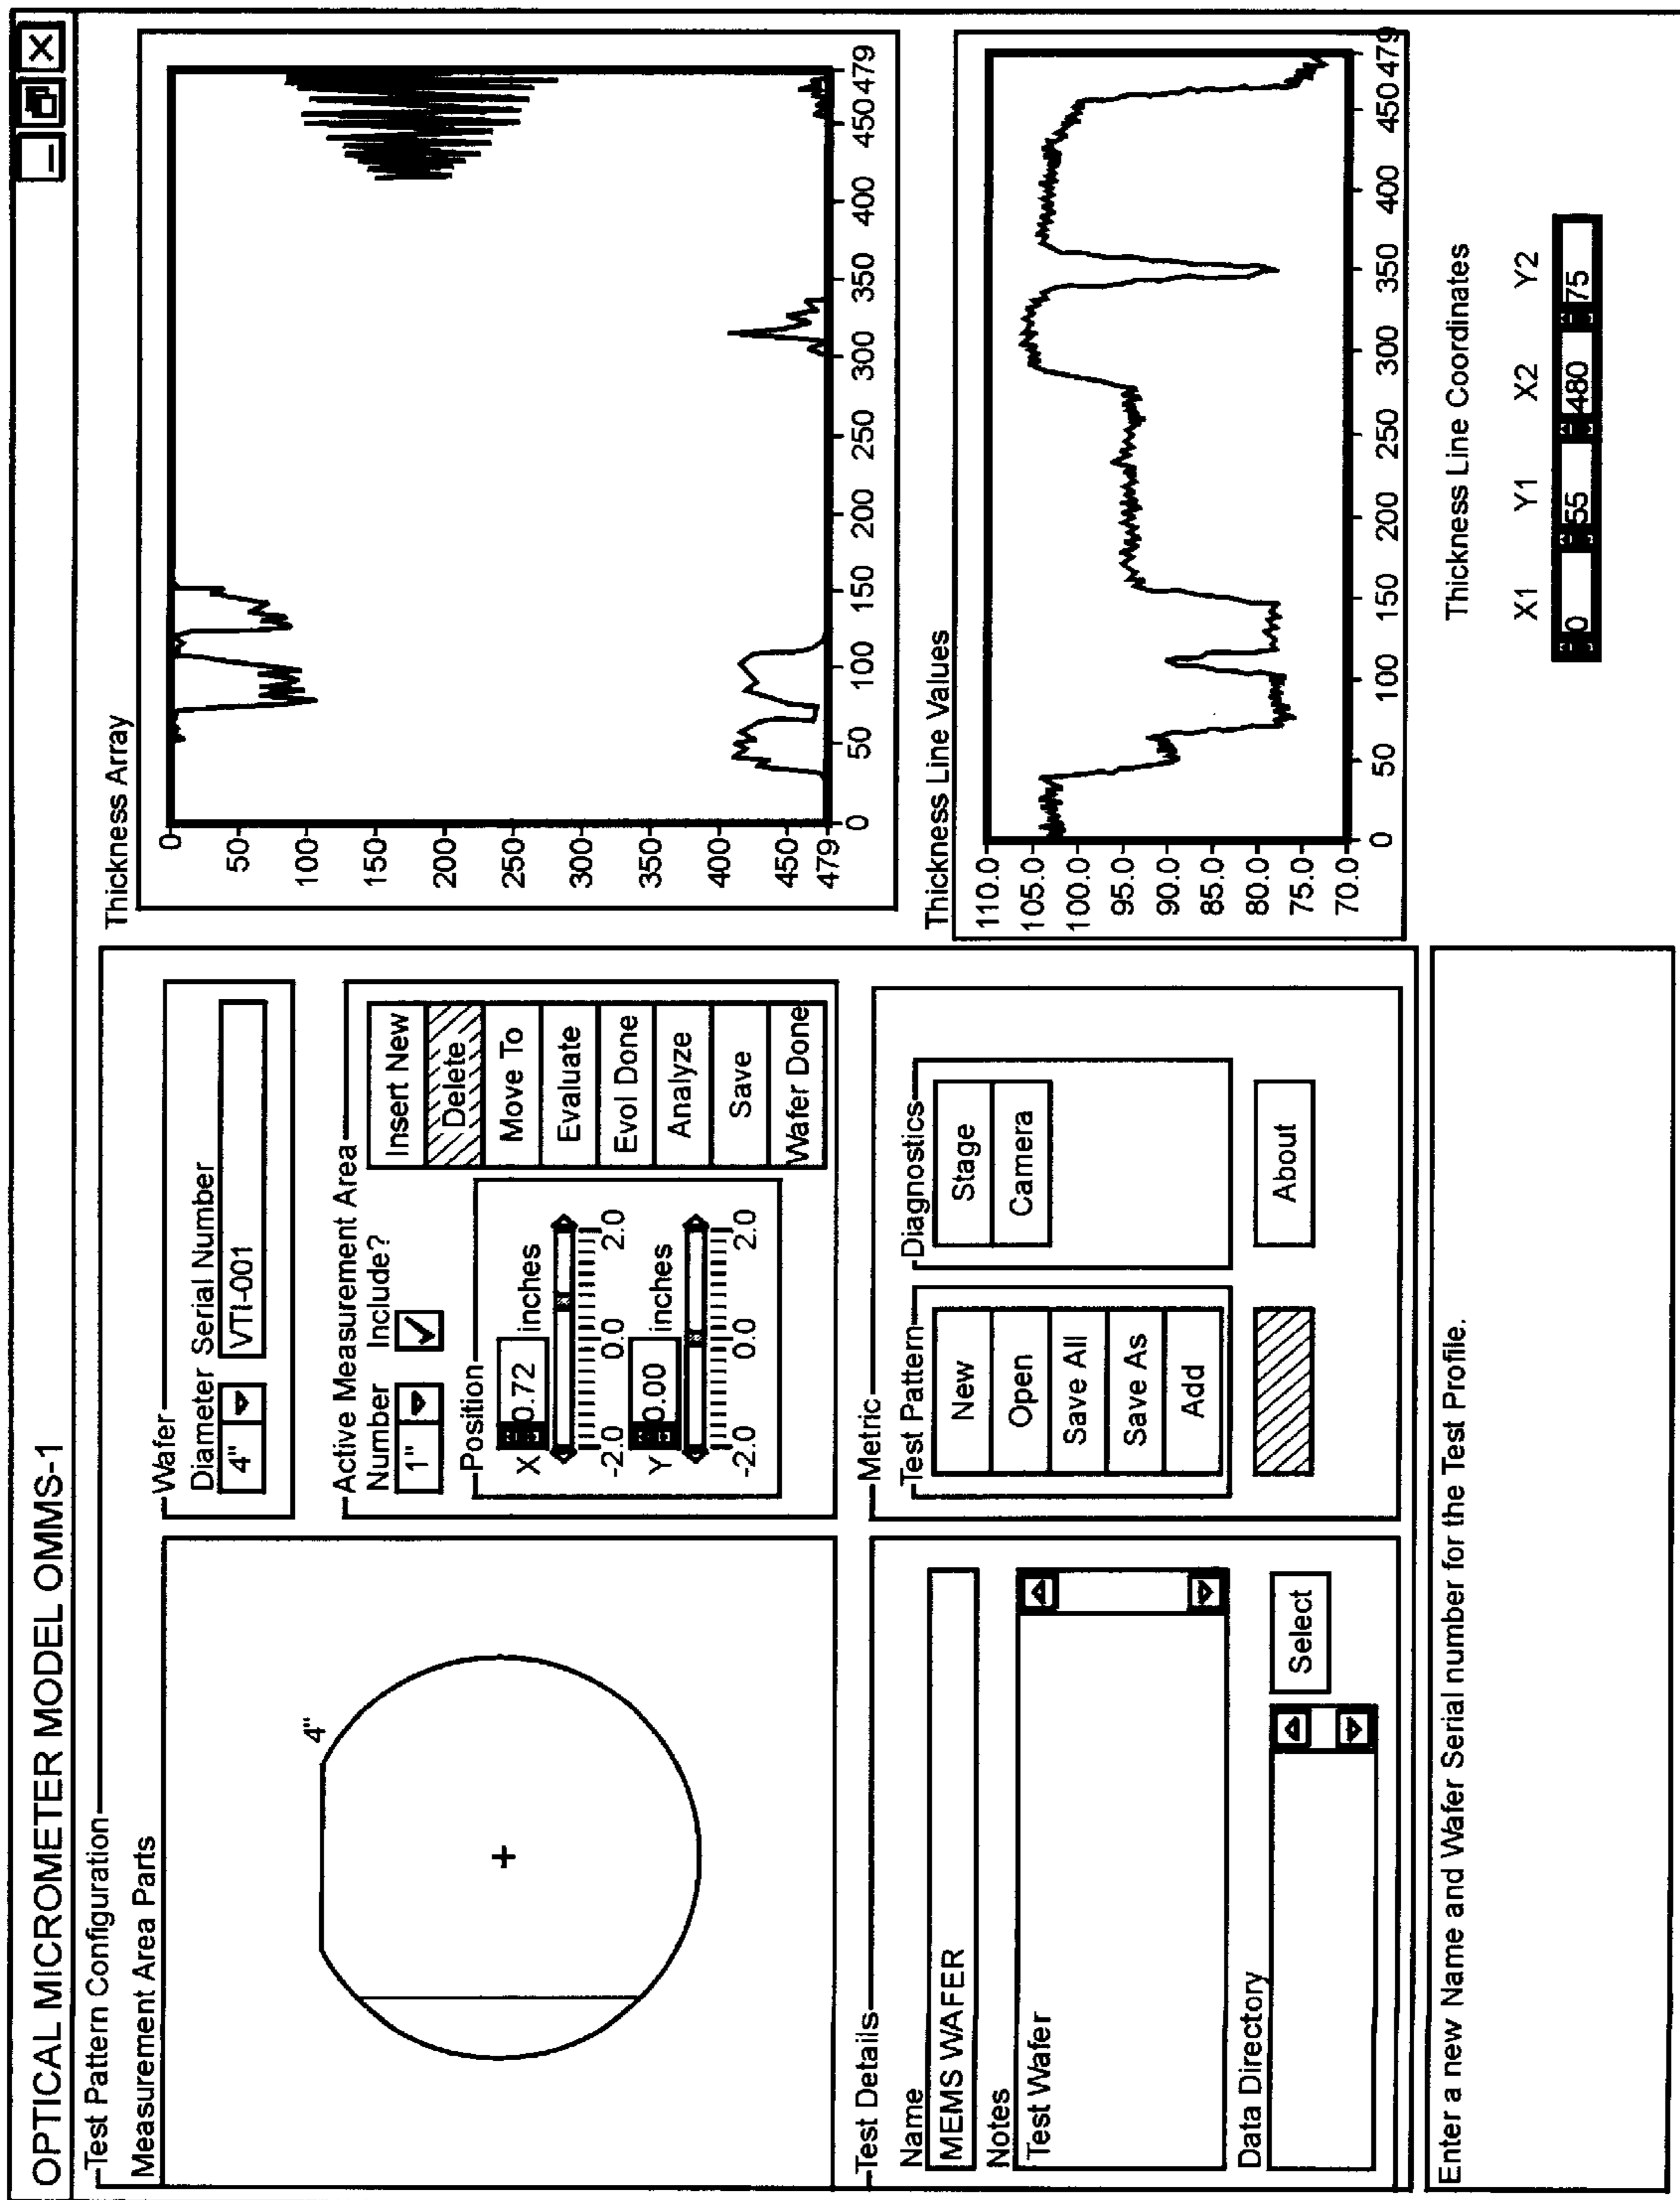 OPTICAL MICROMETER MODEL OMMS-1
Test Pattern Configuration
Measurement Area Parts
4"
Wafer
Diameter Serial Number
4" VTI-001
Active Measurement Area
Number Include?
1"
Position
X 0.72 inches
-2.0 0.0 2.0
Y 0.00 inches
-2.0 0.0 2.0
Insert New
Delete
Move To
Evaluate
Evol Done
Analyze
Save
Wafer Done
Test Details
Name
MEMS WAFER
Notes
Test Wafer
Data Directory
Select
Metric
Test Pattern
New
Open
Save All
Save As
Add
Diagnostics
Stage
Camera
About
Enter a new Name and Wafer Serial number for the Test Profile.
Thickness Array
0
50
100
150
200
250
300
350
400
450
479
0 50 100 150 200 250 300 350 400 450 479
Thickness Line Values
110.0
105.0
100.0
95.0
90.0
85.0
80.0
75.0
70.0
0 50 100 150 200 250 300 350 400 450 479
Thickness Line Coordinates
X1 Y1 X2 Y2
0 55 480 75